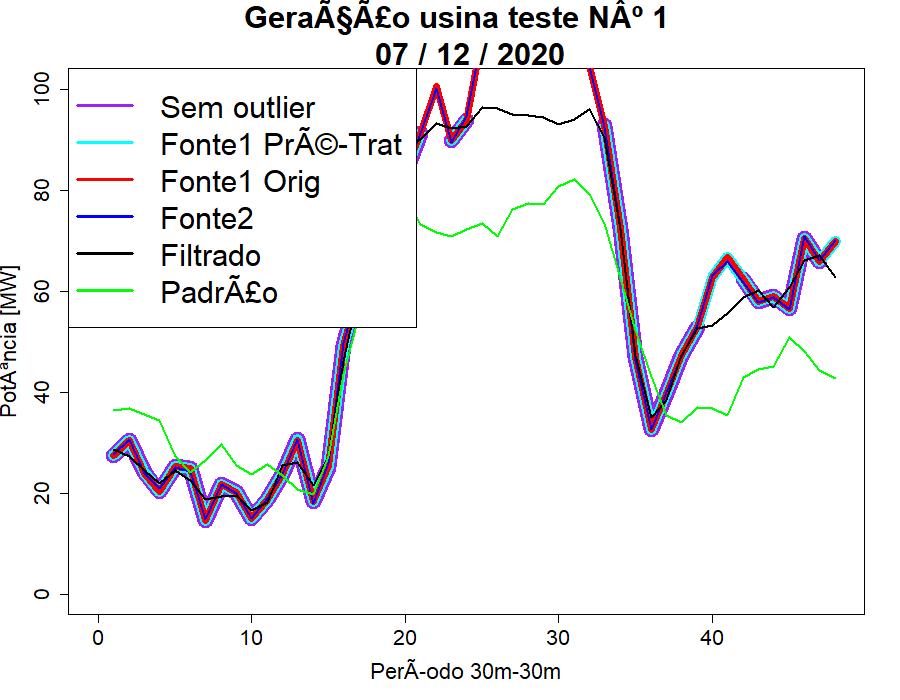 GeraÃ§Ã£o usina teste NÂº 1
07 / 12 / 2020
Sem outlier
Fonte1 PrÃ©-Trat
Fonte1 Orig
Fonte2
Filtrado
PadrÃ£o
PotÃªncia [MW]
100
80
60
40
20
0
0 10 20 30 40
PerÃ­-odo 30m-30m